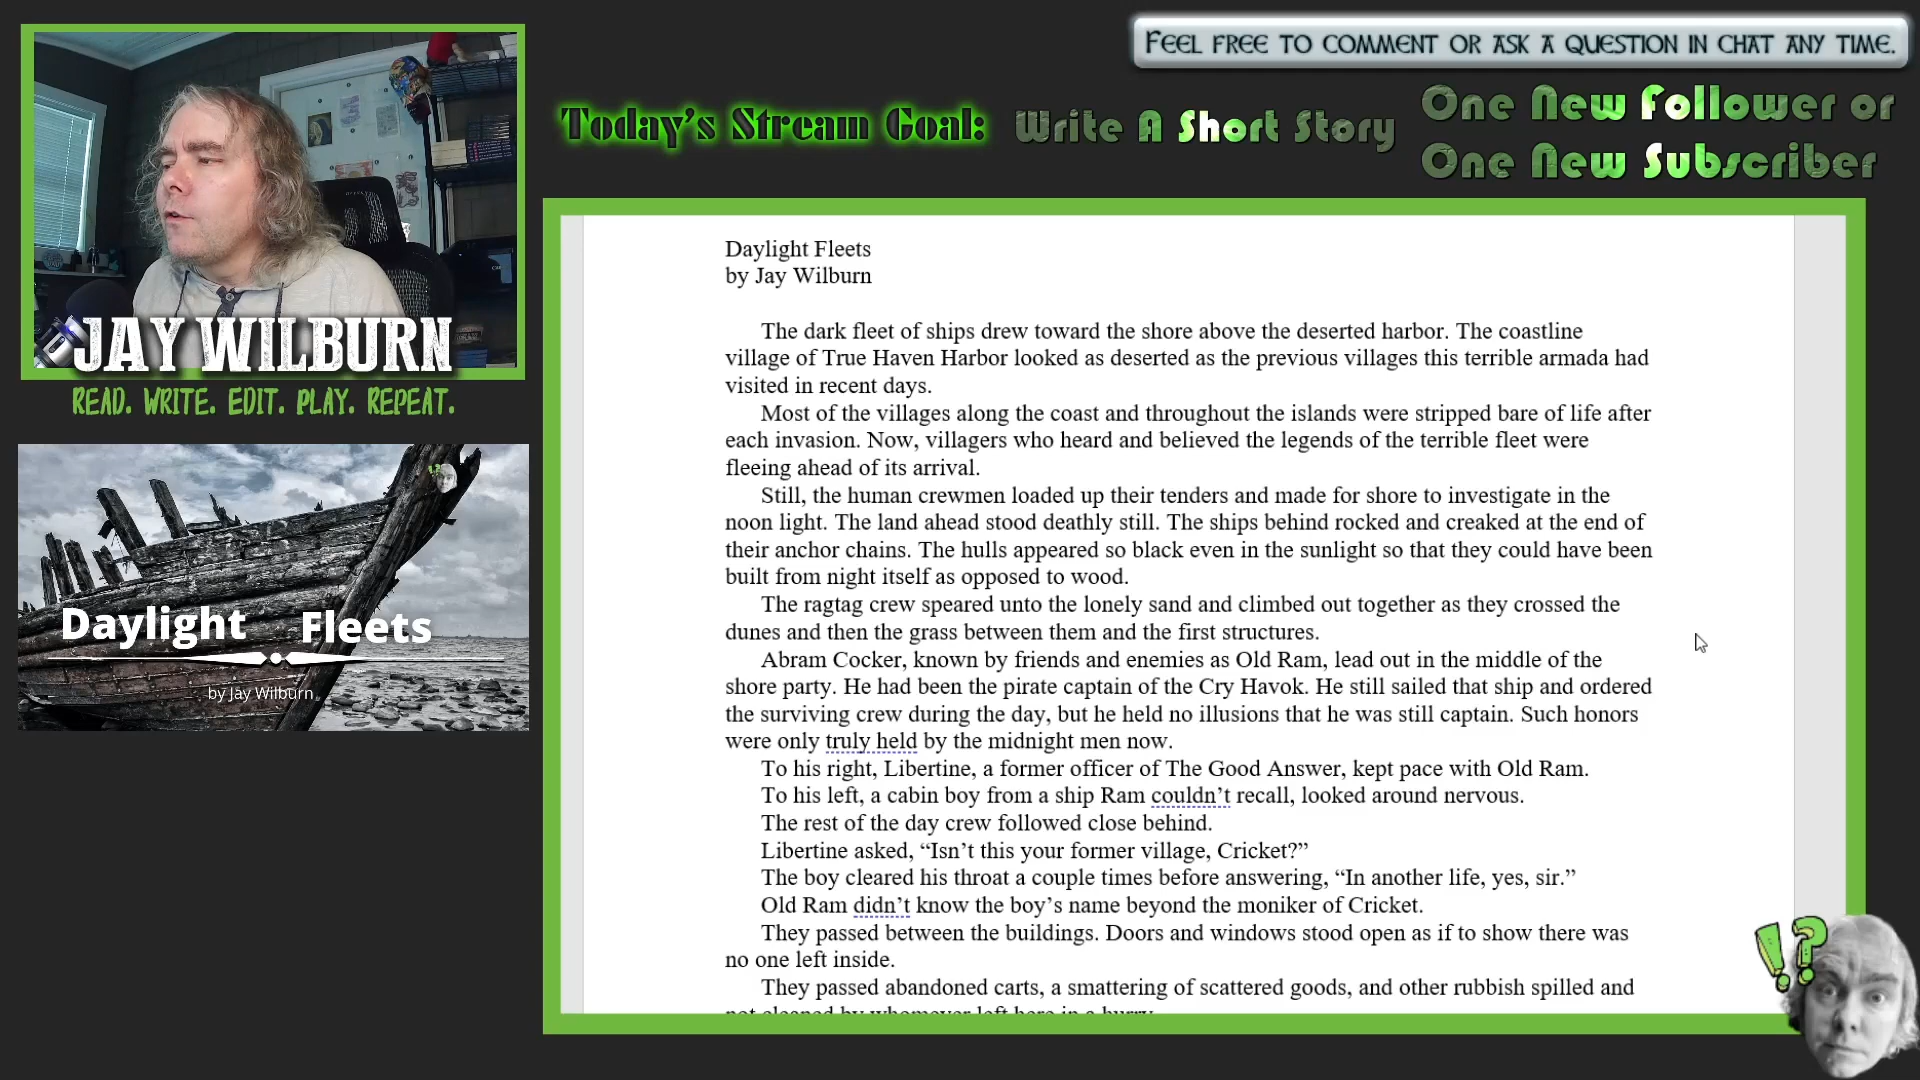 FEEL FREE TO COMMENT OR ASK A QUESTION IN CHAT ANY TIME.
Today's Stream Goal:
Write A Short Story
One New Follower or
One New Subscriber
JAY WILBURN
READ. WRITE. EDIT. PLAY. REPEAT.
Daylight Fleets
by Jay Wilburn
Daylight Fleets
by Jay Wilburn
The dark fleet of ships drew toward the shore above the deserted harbor. The coastline
village of True Haven Harbor looked as deserted as the previous villages this terrible armada had
visited in recent days.
Most of the villages along the coast and throughout the islands were stripped bare of life after
each invasion. Now, villagers who heard and believed the legends of the terrible fleet were
fleeing ahead of its arrival.
Still, the human crewmen loaded up their tenders and made for shore to investigate in the
noon light. The land ahead stood deathly still. The ships behind rocked and creaked at the end of
their anchor chains. The hulls appeared so black even in the sunlight so that they could have been
built from night itself as opposed to wood.
The ragtag crew speared unto the lonely sand and climbed out together as they crossed the
dunes and then the grass between them and the first structures.
Abram Cocker, known by friends and enemies as Old Ram, lead out in the middle of the
shore party. He had been the pirate captain of the Cry Havok. He still sailed that ship and ordered
the surviving crew during the day, but he held no illusions that he was still captain. Such honors
were only truly held by the midnight men now.
To his right, Libertine, a former officer of The Good Answer, kept pace with Old Ram.
To his left, a cabin boy from a ship Ram couldn’t recall, looked around nervous.
The rest of the day crew followed close behind.
Libertine asked, “Isn’t this your former village, Cricket?”
The boy cleared his throat a couple times before answering, “In another life, yes, sir.”
Old Ram didn’t know the boy’s name beyond the moniker of Cricket.
They passed between the buildings. Doors and windows stood open as if to show there was
no one left inside.
They passed abandoned carts, a smattering of scattered goods, and other rubbish spilled and
not cleaned by whomever left here in a hurry.
!?